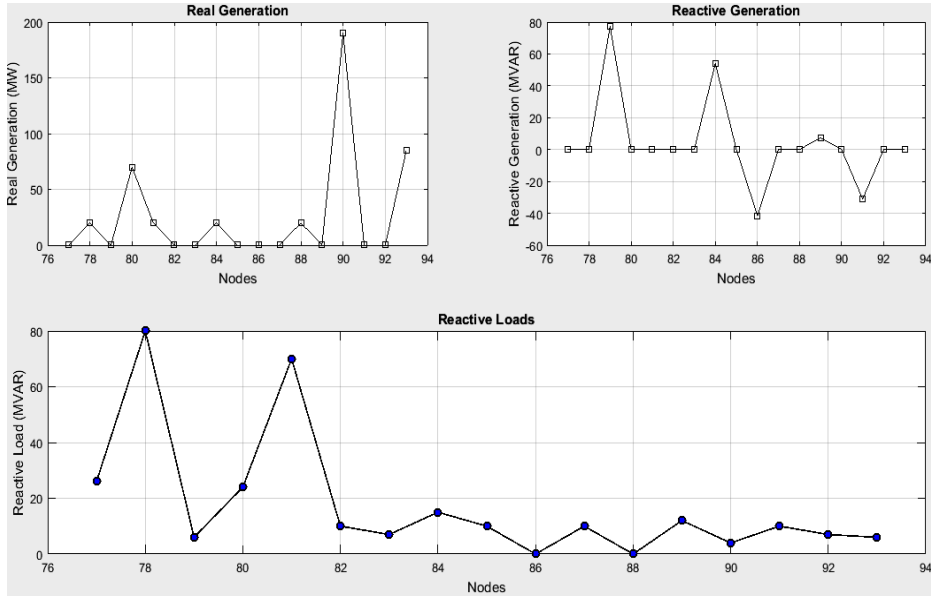 Real Generation
Real Generation (MW)
200
150
100
50
0
76 78 80 82 84 86 88 90 92 94
Nodes
Reactive Generation
Reactive Generation (MVAR)
80
60
40
20
0
-20
-40
-60
76 78 80 82 84 86 88 90 92 94
Nodes
Reactive Loads
Reactive Load (MVAR)
80
60
40
20
0
76 78 80 82 84 86 88 90 92 94
Nodes